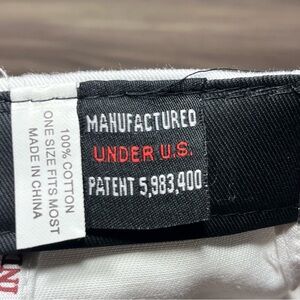 100% COTTON
ONE SIZE FITS MOST
MADE IN CHINA
MANUFACTURED
UNDER U.S.
PATENT 5,983,400